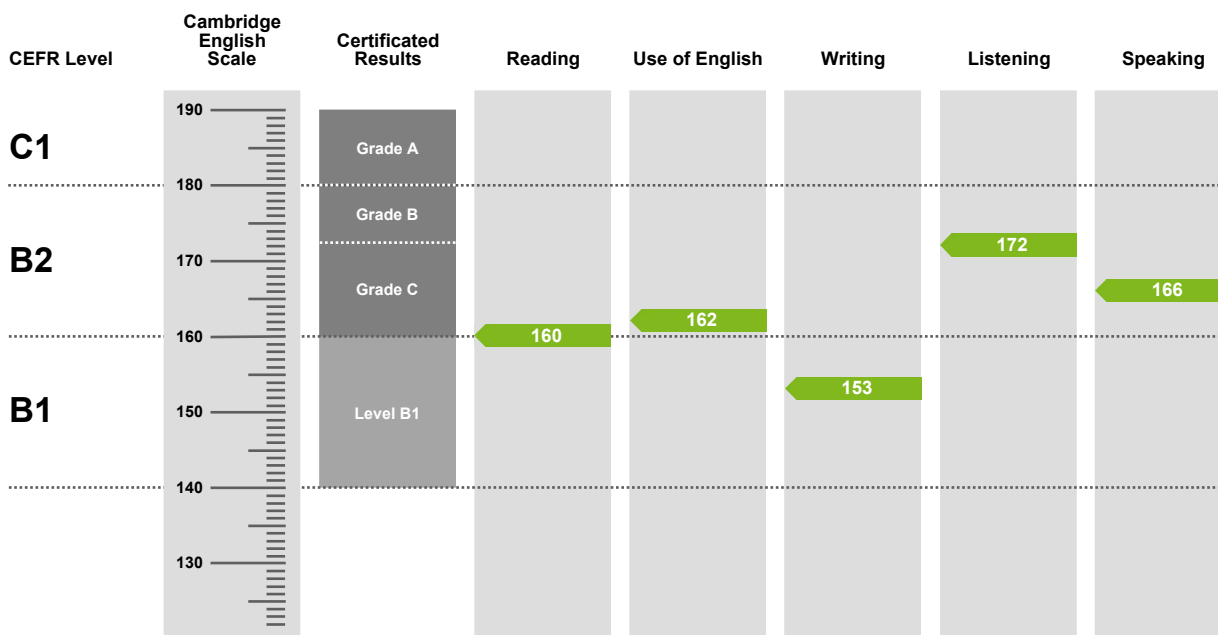 CEFR Level
Cambridge
English
Scale
Certificated
Results
Reading
Use of English
Writing
Listening
Speaking
190
C1
Grade A
180
Grade B
B2
170
172
Grade C
166
162
160
160
153
B1
150
Level B1
140
130